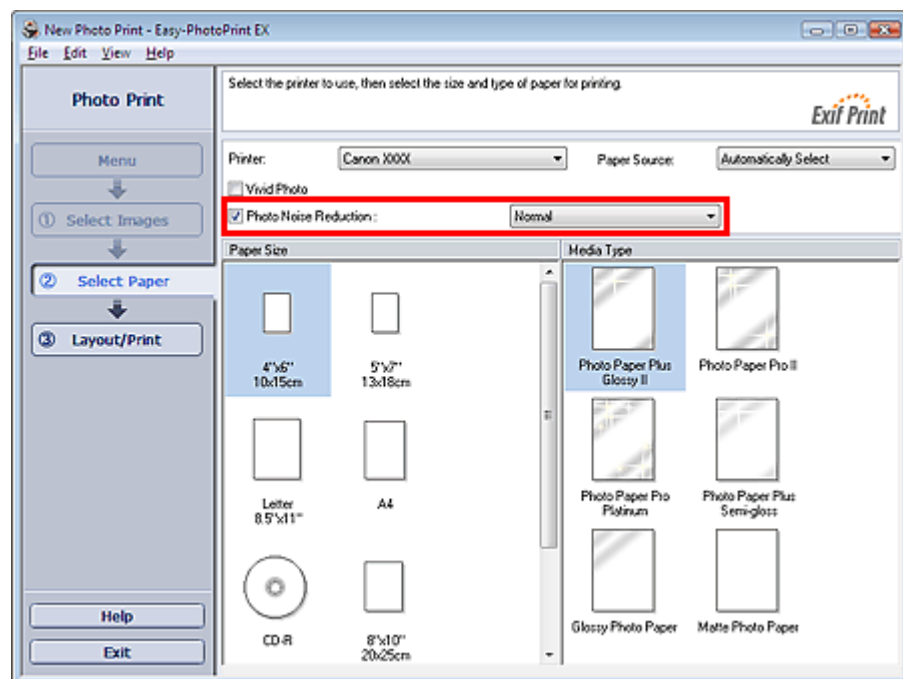 New Photo Print - Easy-PhotoPrint EX
File Edit View Help
Photo Print
Select the printer to use, then select the size and type of paper for printing.
Exif Print
Menu
① Select Images
② Select Paper
③ Layout/Print
Help
Exit
Printer: Canon XXXX Paper Source: Automatically Select
Vivid Photo
Photo Noise Reduction : Normal
Paper Size
4"x6"
10x15cm
5"x7"
13x18cm
Letter
8.5"x11"
A4
CD-R
8"x10"
20x25cm
Media Type
Photo Paper Plus
Glossy II
Photo Paper Pro II
Photo Paper Pro
Platinum
Photo Paper Plus
Semi-gloss
Glossy Photo Paper
Matte Photo Paper